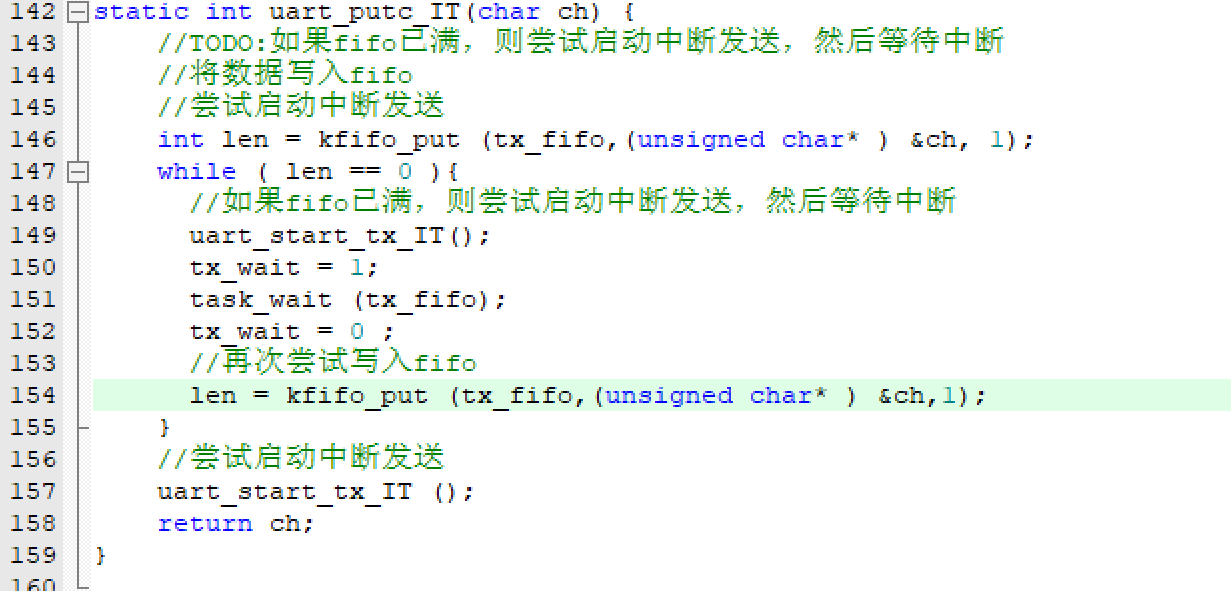 142 static int uart_putc_IT(char ch) {
143 //TODO:如果fifo已满，则尝试启动中断发送，然后等待中断
144 //将数据写入fifo
145 //尝试启动中断发送
146 int len = kfifo_put (tx_fifo,(unsigned char* ) &ch, 1);
147 while ( len == 0 ){
148 //如果fifo已满，则尝试启动中断发送，然后等待中断
149 uart_start_tx_IT();
150 tx_wait = 1;
151 task_wait (tx_fifo);
152 tx_wait = 0 ;
153 //再次尝试写入fifo
154 len = kfifo_put (tx_fifo,(unsigned char* ) &ch,1);
155 }
156 //尝试启动中断发送
157 uart_start_tx_IT ();
158 return ch;
159 }
160